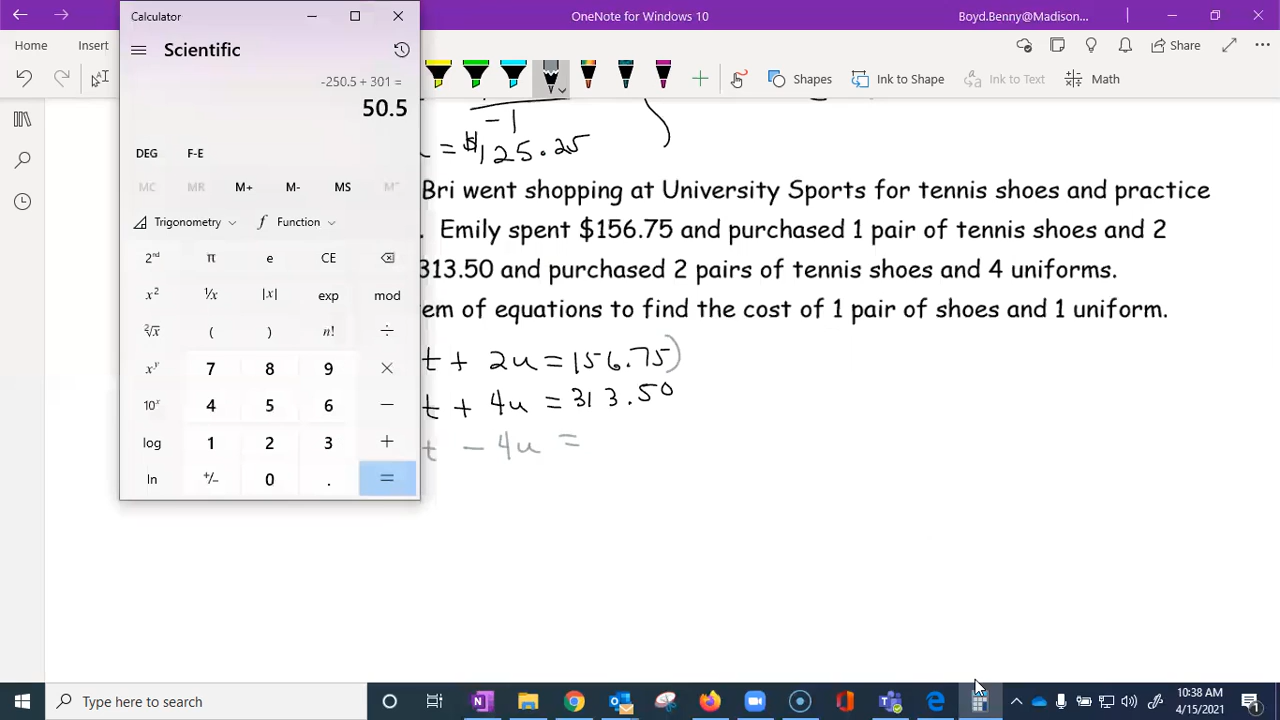 Calculator
OneNote for Windows 10
Boyd.Benny@Madison...
Scientific
Home
Insert
Share
-250.5 + 301 =
50.5
Shapes
Ink to Shape
Ink to Text
Math
DEG
F-E
MC MR M+ M- MS
Trigonometry
Function
-1
= $125.25
Bri went shopping at University Sports for tennis shoes and practice
. Emily spent $156.75 and purchased 1 pair of tennis shoes and 2
313.50 and purchased 2 pairs of tennis shoes and 4 uniforms.
em of equations to find the cost of 1 pair of shoes and 1 uniform.
2ⁿᵈ π e CE
x² ¹/x |x| exp mod
²√x ( ) n! ÷
xʸ 7 8 9 ×
10ˣ 4 5 6 −
log 1 2 3 +
ln +/- 0 . =
t + 2u = 156.75)
t + 4u = 313.50
t - 4u =
Type here to search
10:38 AM
4/15/2021
1